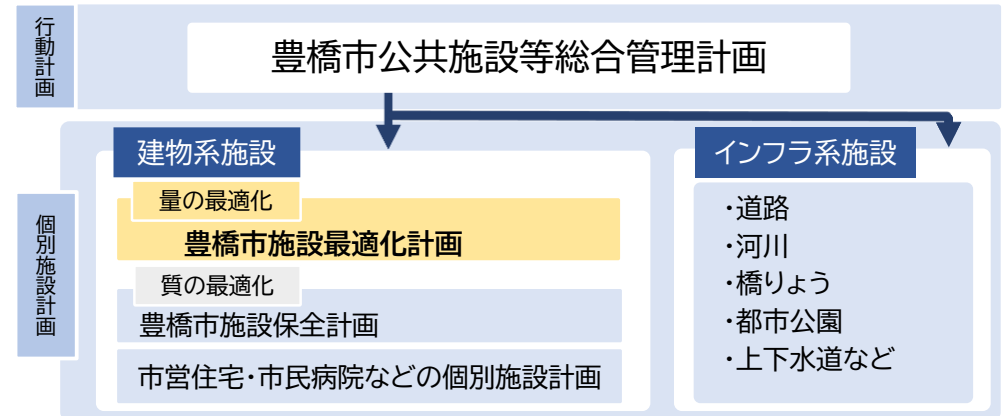 行動計画
豊橋市公共施設等総合管理計画
個別施設計画
建物系施設
量の最適化
豊橋市施設最適化計画
質の最適化
豊橋市施設保全計画
市営住宅・市民病院などの個別施設計画
インフラ系施設
・道路
・河川
・橋りょう
・都市公園
・上下水道など